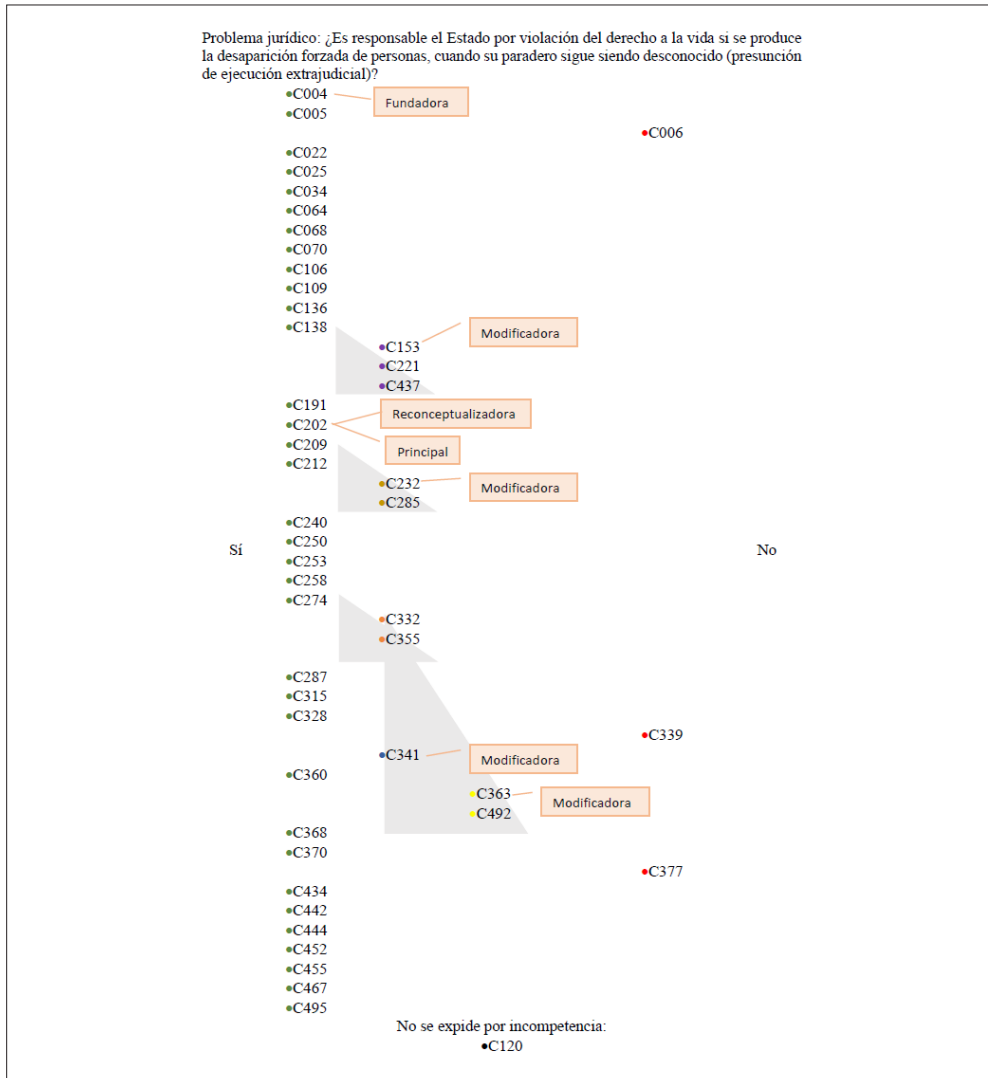 Problema jurídico: ¿Es responsable el Estado por violación del derecho a la vida si se produce
la desaparición forzada de personas, cuando su paradero sigue siendo desconocido (presunción
de ejecución extrajudicial)?
•C004
Fundadora
•C005
•C006
•C022
•C025
•C034
•C064
•C068
•C070
•C106
•C109
•C136
•C138
•C153
Modificadora
•C221
•C437
•C191
Reconceptualizadora
•C202
•C209
Principal
•C212
•C232
Modificadora
•C285
•C240
Sí
•C250
No
•C253
•C258
•C274
•C332
•C355
•C287
•C315
•C328
•C339
•C341
Modificadora
•C360
•C363
Modificadora
•C492
•C368
•C370
•C377
•C434
•C442
•C444
•C452
•C455
•C467
•C495
No se expide por incompetencia:
•C120